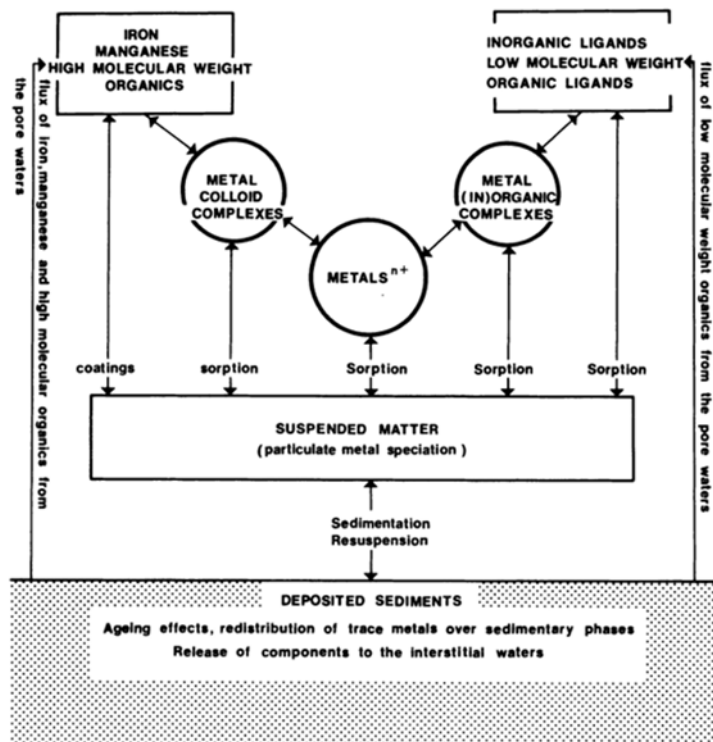 IRON
MANGANESE
HIGH MOLECULAR WEIGHT
ORGANICS
INORGANIC LIGANDS
LOW MOLECULAR WEIGHT
ORGANIC LIGANDS
flux of iron, manganese and high molecular organics from
the pore waters
flux of low molecular weight organics from the pore waters
METAL
COLLOID
COMPLEXES
METAL
(IN)ORGANIC
COMPLEXES
METALS n+
coatings
sorption
Sorption
Sorption
Sorption
SUSPENDED MATTER
(particulate metal speciation)
Sedimentation
Resuspension
DEPOSITED SEDIMENTS
Ageing effects, redistribution of trace metals over sedimentary phases
Release of components to the interstitial waters